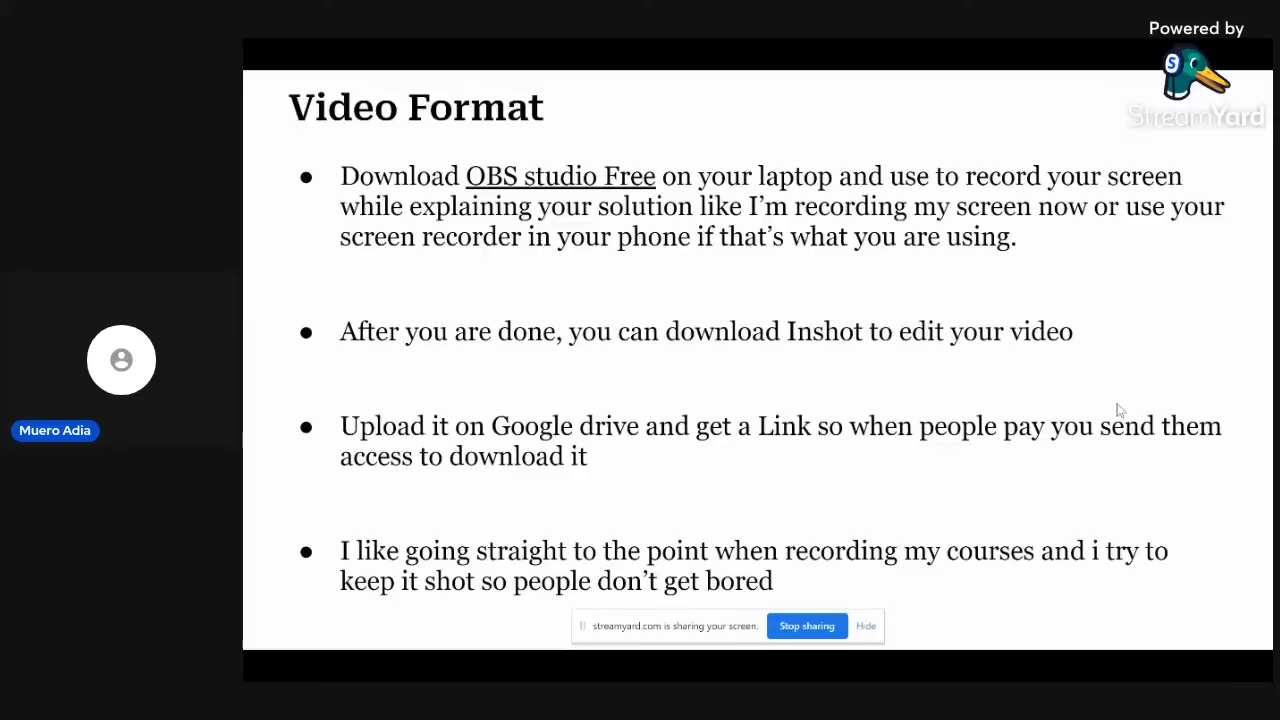 Powered by
S
StreamYard
Video Format
● Download OBS studio Free on your laptop and use to record your screen
while explaining your solution like I’m recording my screen now or use your
screen recorder in your phone if that’s what you are using.
● After you are done, you can download Inshot to edit your video
Muero Adia
● Upload it on Google drive and get a Link so when people pay you send them
access to download it
● I like going straight to the point when recording my courses and i try to
keep it shot so people don’t get bored
streamyard.com is sharing your screen. Stop sharing Hide